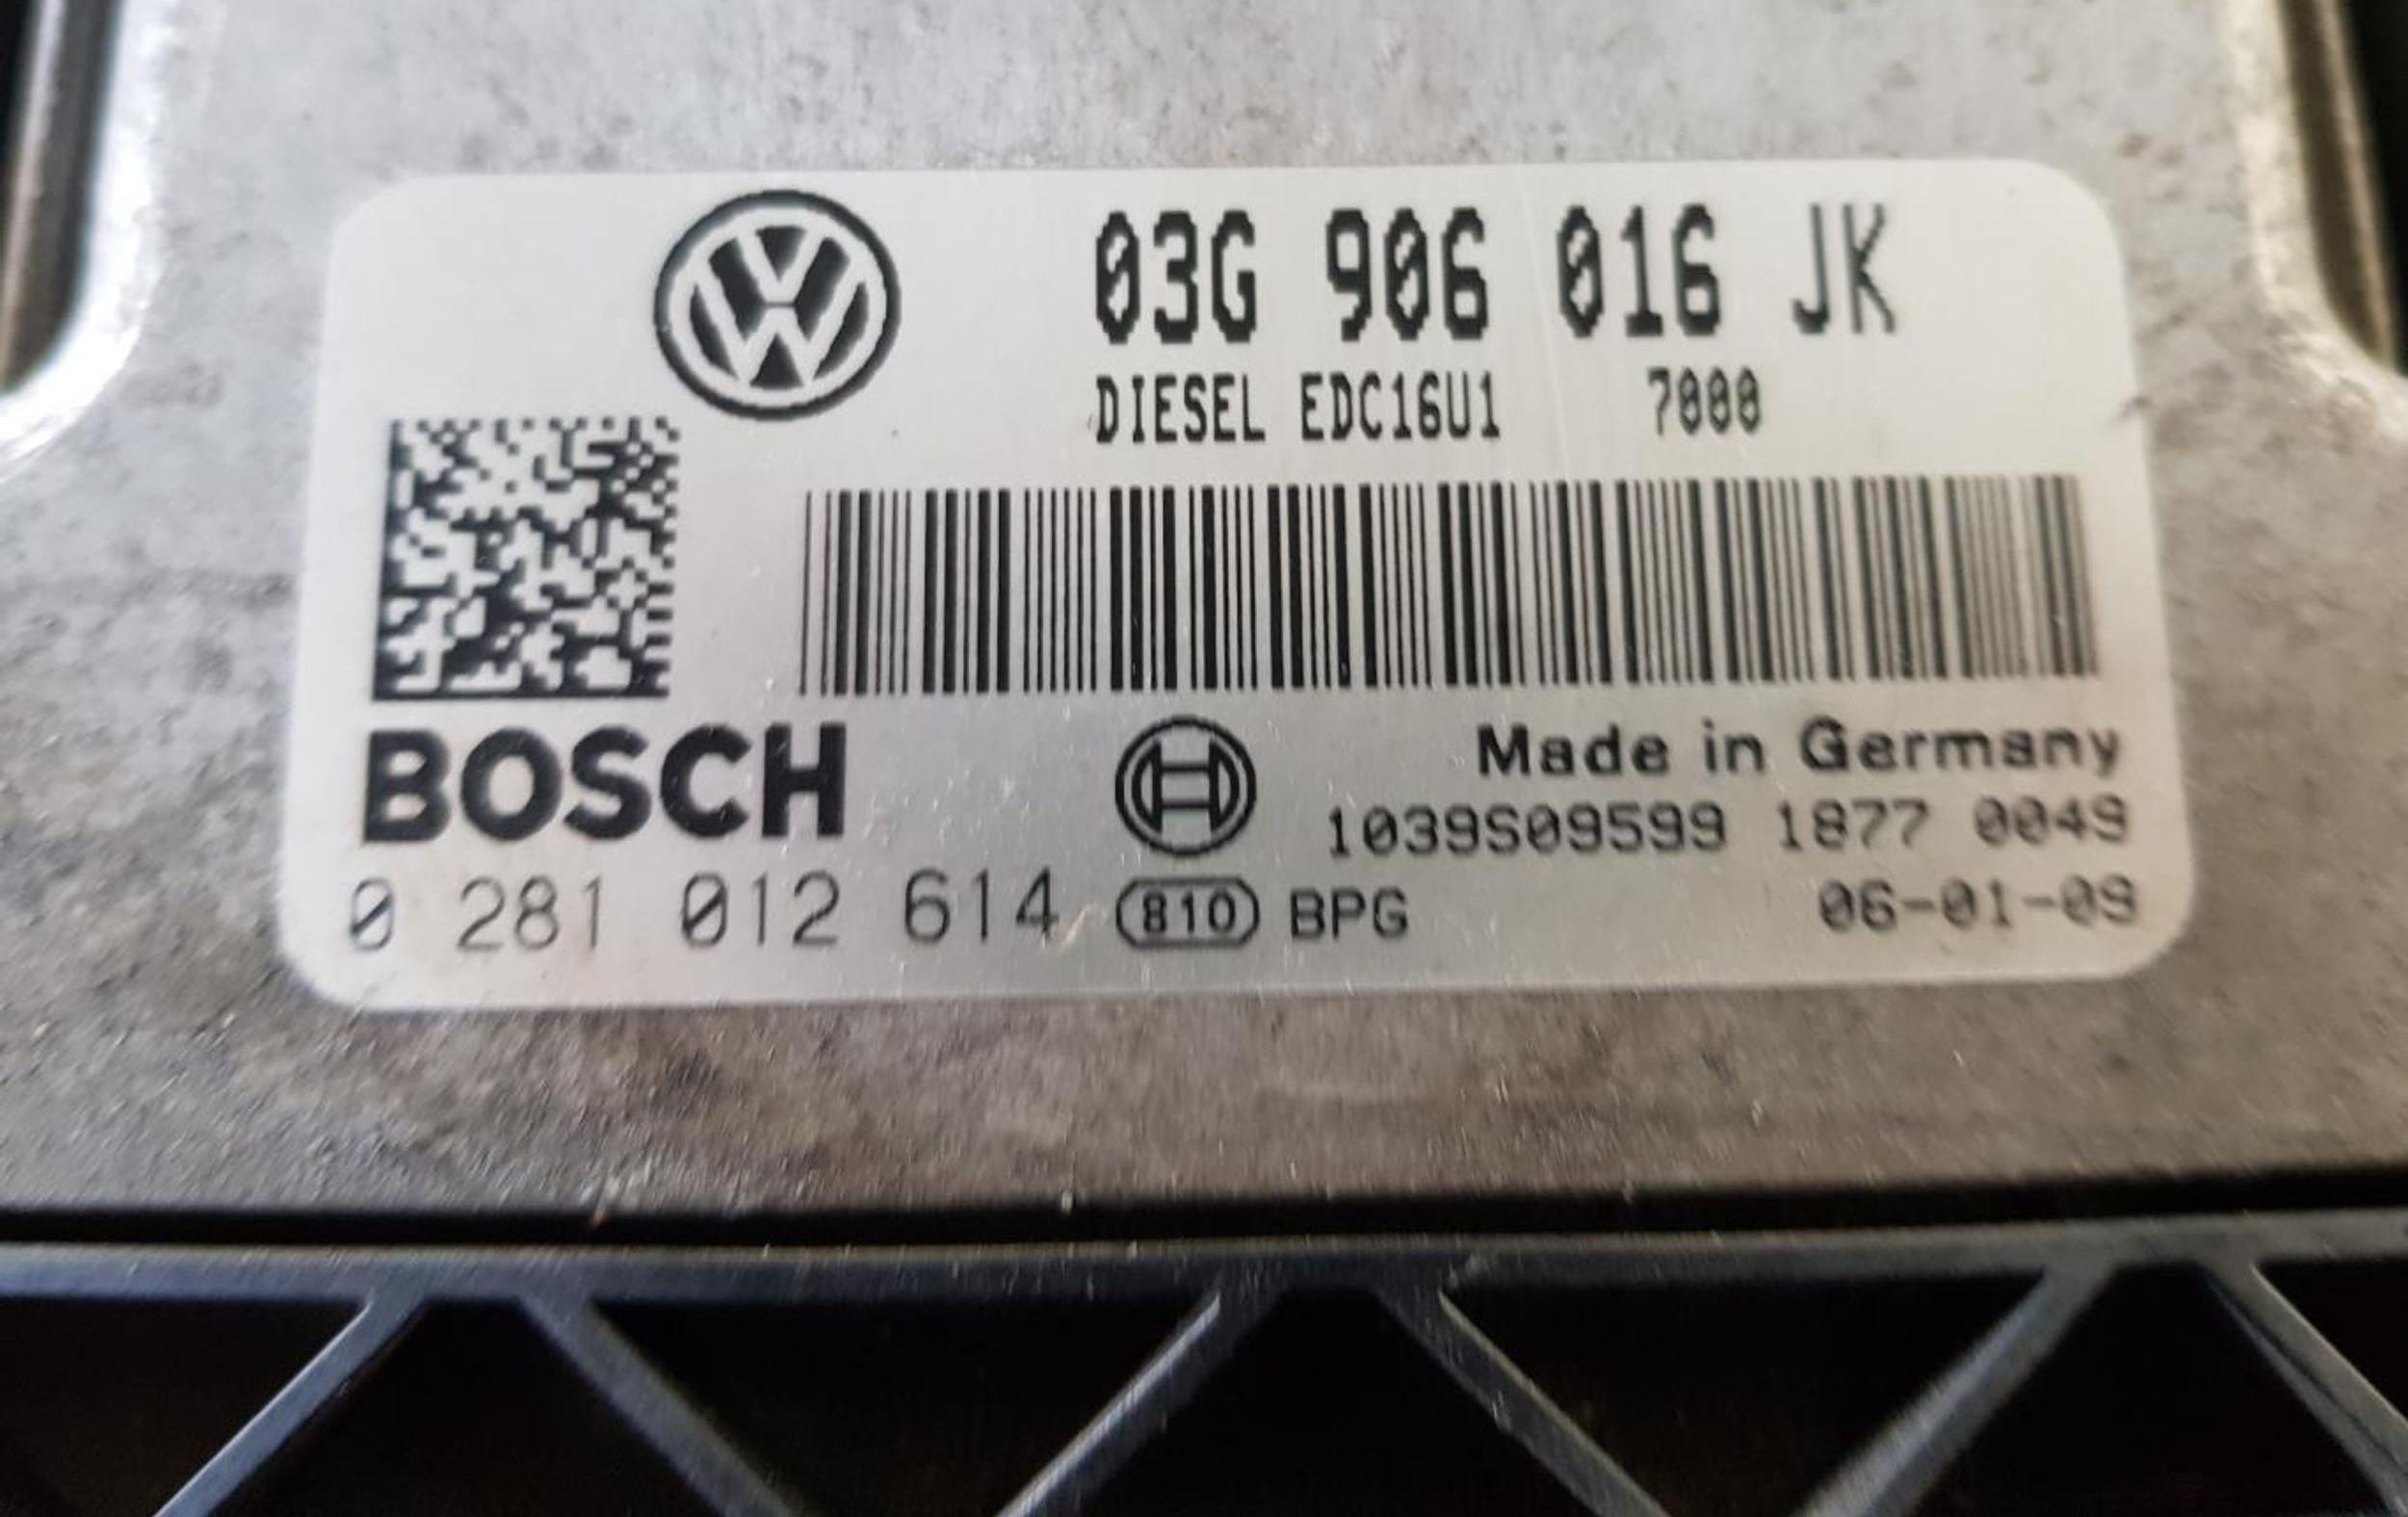 03G 906 016 JK
DIESEL EDC16U1 7000
BOSCH
Made in Germany
1039S09599 1877 0049
0 281 012 614 810 BPG 06-01-09